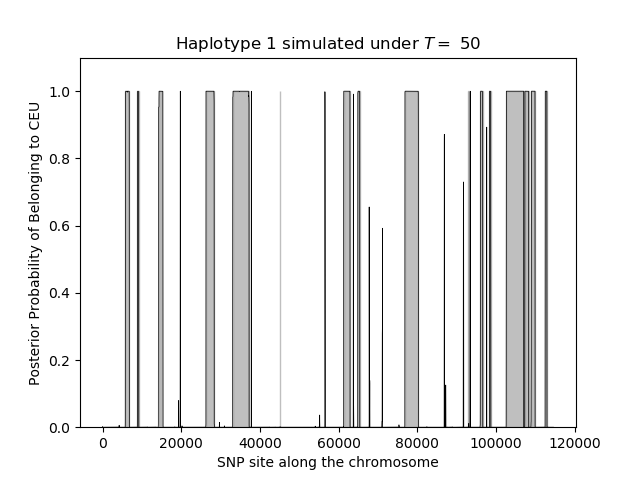 Haplotype 1 simulated under T = 50
Posterior Probability of Belonging to CEU
1.0
0.8
0.6
0.4
0.2
0.0
0 20000 40000 60000 80000 100000 120000
SNP site along the chromosome